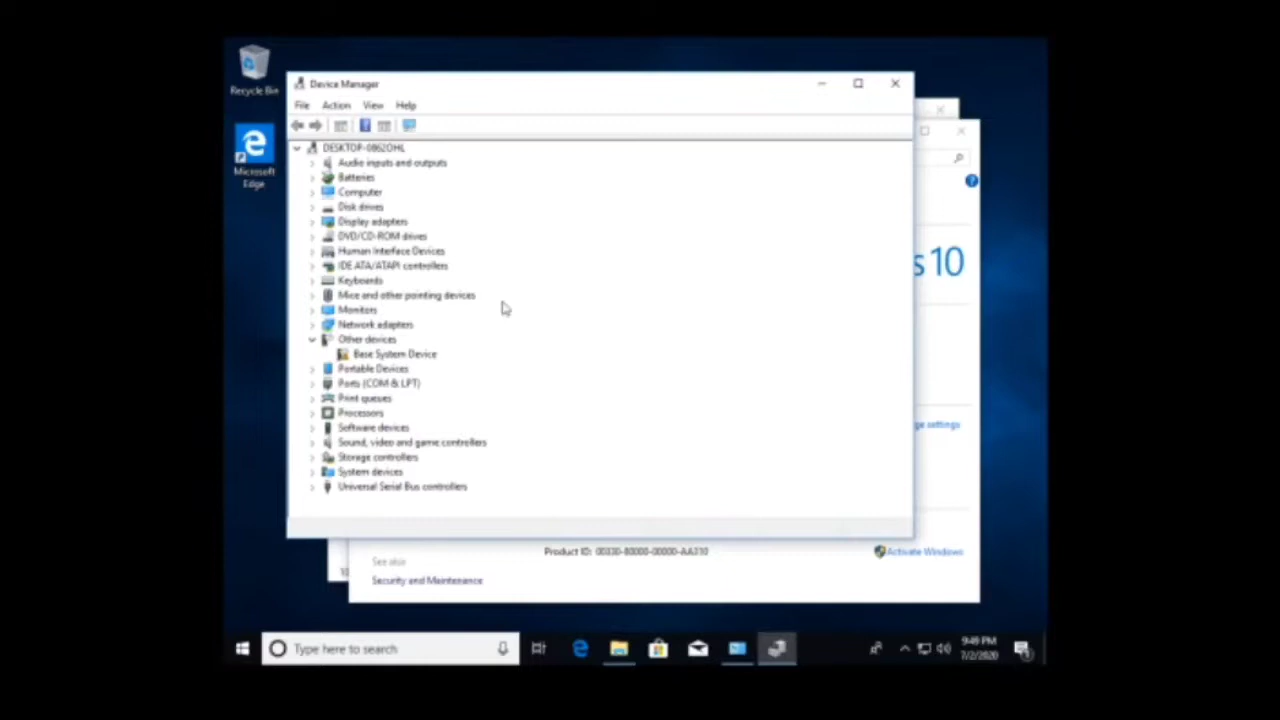 Recycle Bin
Microsoft
Edge
Device Manager
File Action View Help
DESKTOP-0862OHL
Audio inputs and outputs
Batteries
Computer
Disk drives
Display adapters
DVD/CD-ROM drives
Human Interface Devices
IDE ATA/ATAPI controllers
Keyboards
Mice and other pointing devices
Monitors
Network adapters
Other devices
Base System Device
Portable Devices
Ports (COM & LPT)
Print queues
Processors
Software devices
Sound, video and game controllers
Storage controllers
System devices
Universal Serial Bus controllers
s 10
ge settings
Product ID: 00330-80000-00000-AA310
Activate Windows
See also
Security and Maintenance
Type here to search
9:49 PM
7/2/2020